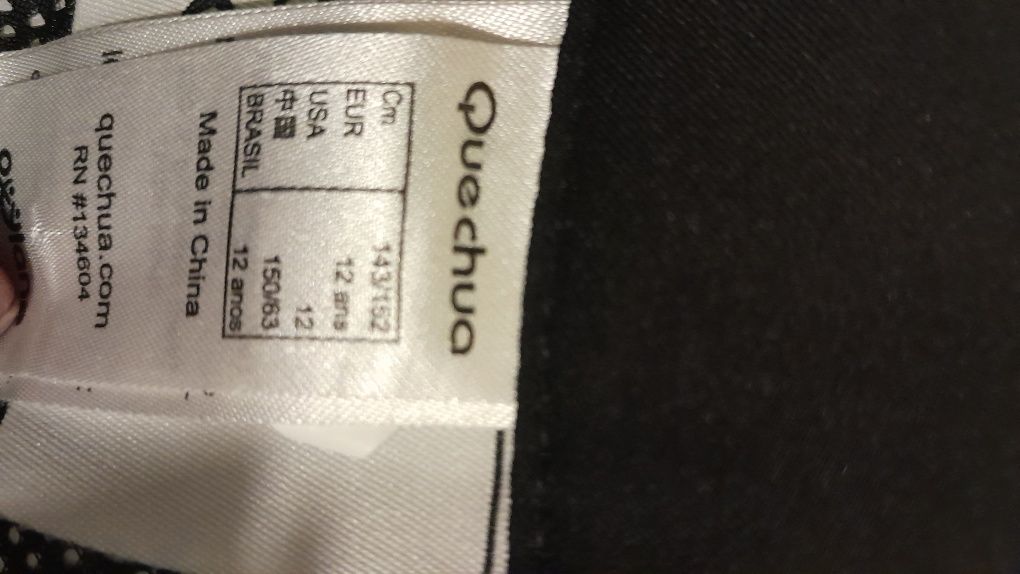 Quechua
Cm 143/152
EUR 12 ans
USA 12
中國 150/63
BRASIL 12 anos
Made in China
quechua.com
RN #134604